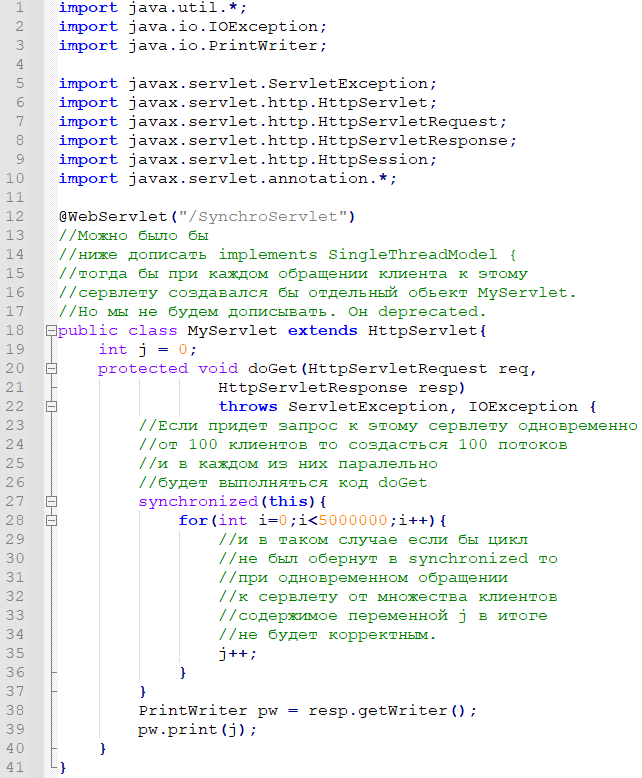 1 import java.util.*;
2 import java.io.IOException;
3 import java.io.PrintWriter;
4
5 import javax.servlet.ServletException;
6 import javax.servlet.http.HttpServlet;
7 import javax.servlet.http.HttpServletRequest;
8 import javax.servlet.http.HttpServletResponse;
9 import javax.servlet.http.HttpSession;
10 import javax.servlet.annotation.*;
11
12 @WebServlet("/SynchroServlet")
13 //Можно было бы
14 //ниже дописать implements SingleThreadModel {
15 //тогда бы при каждом обращении клиента к этому
16 //сервлету создавался бы отдельный обьект MyServlet.
17 //Но мы не будем дописывать. Он deprecated.
18 public class MyServlet extends HttpServlet{
19     int j = 0;
20     protected void doGet(HttpServletRequest req,
21                 HttpServletResponse resp)
22                 throws ServletException, IOException {
23         //Если придет запрос к этому сервлету одновременно
24         //от 100 клиентов то создасться 100 потоков
25         //и в каждом из них паралельно
26         //будет выполняться код doGet
27         synchronized(this){
28             for(int i=0;i<5000000;i++){
29                 //и в таком случае если бы цикл
30                 //не был обернут в synchronized то
31                 //при одновременном обращении
32                 //к сервлету от множества клиентов
33                 //содержимое переменной j в итоге
34                 //не будет корректным.
35                 j++;
36             }
37         }
38         PrintWriter pw = resp.getWriter();
39         pw.print(j);
40     }
41 }